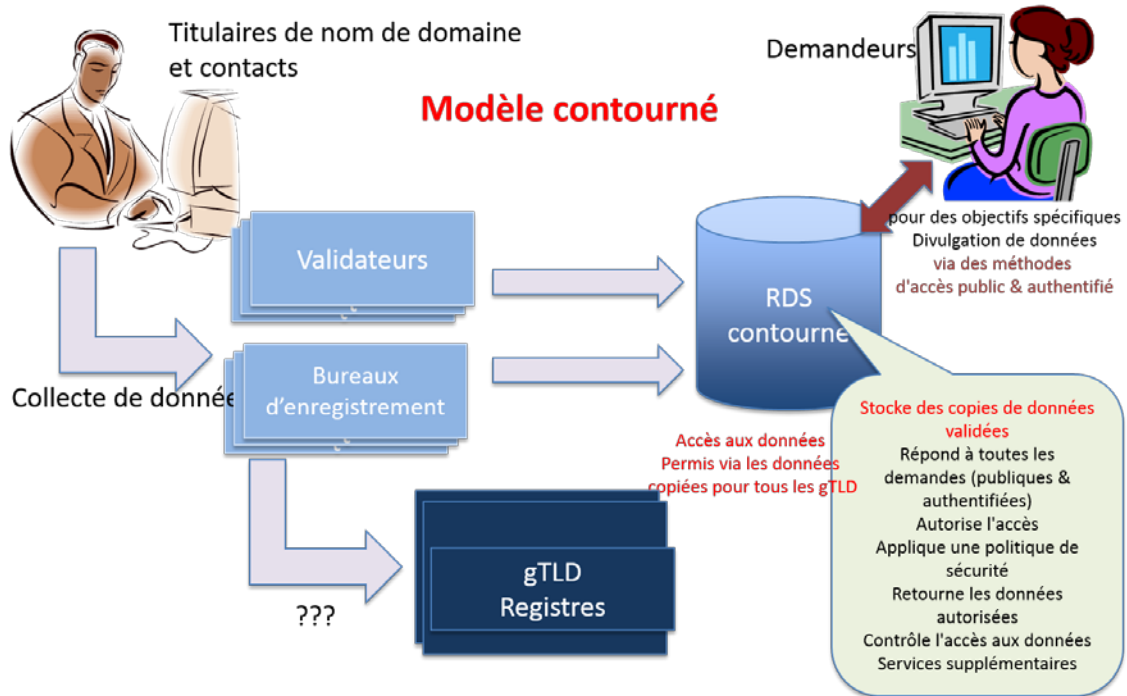 Titulaires de nom de domaine
et contacts
Demandeurs
Modèle contourné
pour des objectifs spécifiques
Divulgation de données
via des méthodes
d'accès public & authentifié
Validateurs
RDS
contourné
Bureaux
d'enregistrement
Collecte de donnée
Accès aux données
Permis via les données
copiées pour tous les gTLD
Stocke des copies de données
validées
Répond à toutes les
demandes (publiques &
authentifiées)
Autorise l'accès
Applique une politique de
sécurité
Retourne les données
autorisées
Contrôle l'accès aux données
Services supplémentaires
gTLD
Registres
???